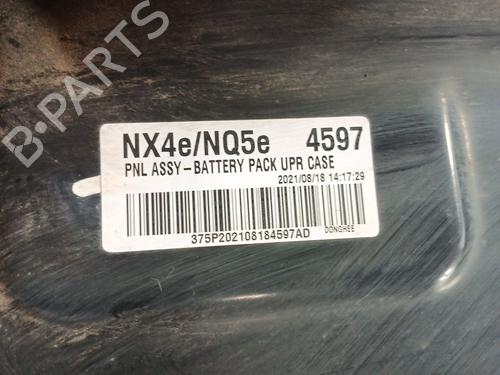 NX4e/NQ5e 4597
PNL ASSY-BATTERY PACK UPR CASE
2021/08/18 14:17:29
375P202108184597AD DONGHEE
B-PARTS